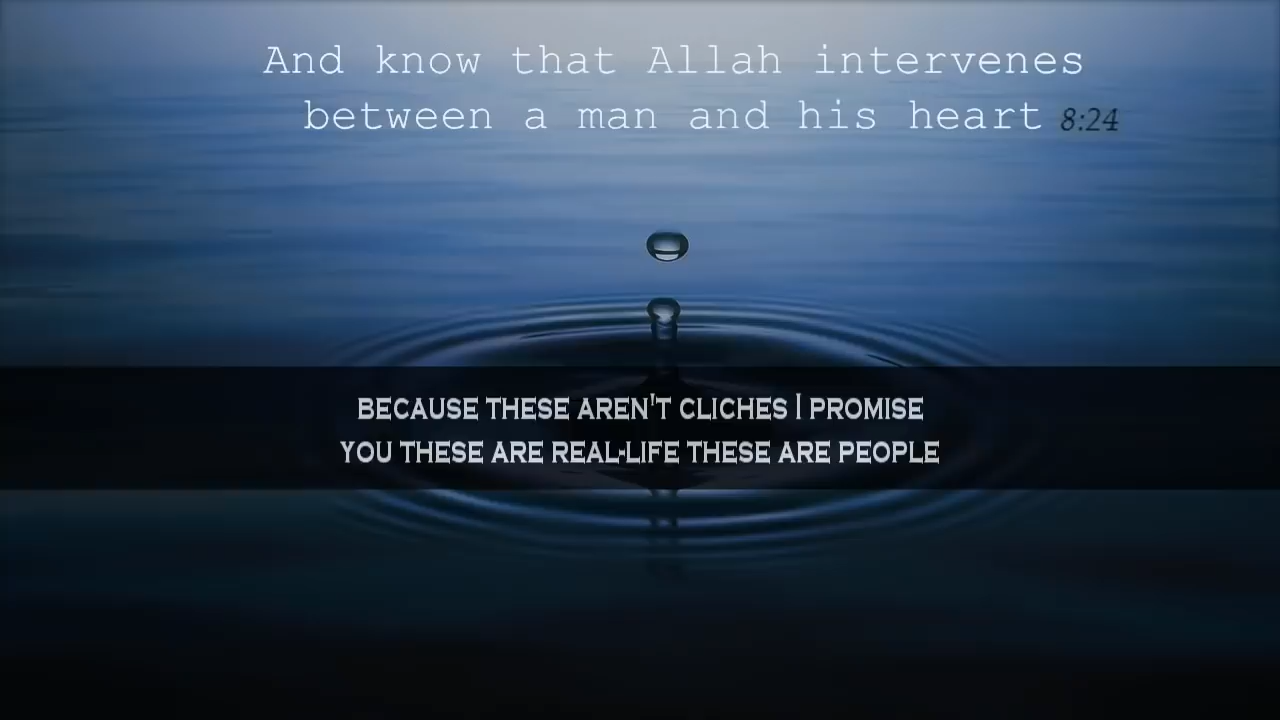 And know that Allah intervenes
between a man and his heart 8:24
BECAUSE THESE AREN'T CLICHES I PROMISE
YOU THESE ARE REAL-LIFE THESE ARE PEOPLE